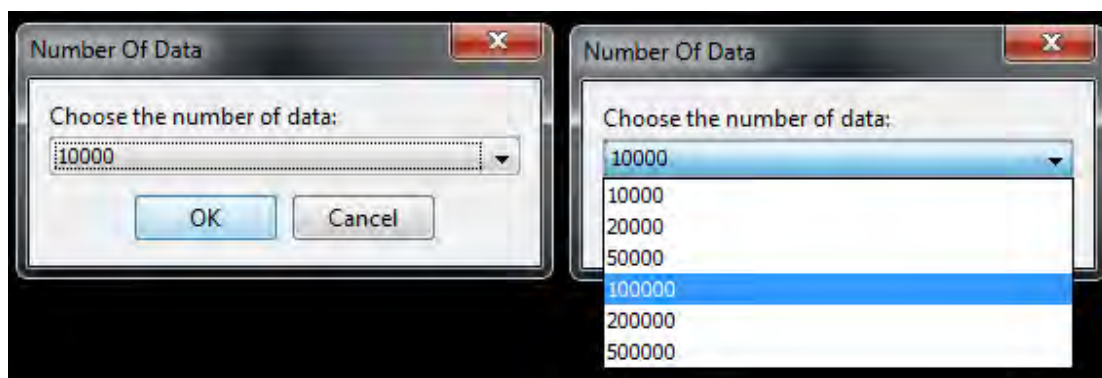 Number Of Data
Choose the number of data:
10000
OK Cancel
Number Of Data
Choose the number of data:
10000
10000
20000
50000
100000
200000
500000